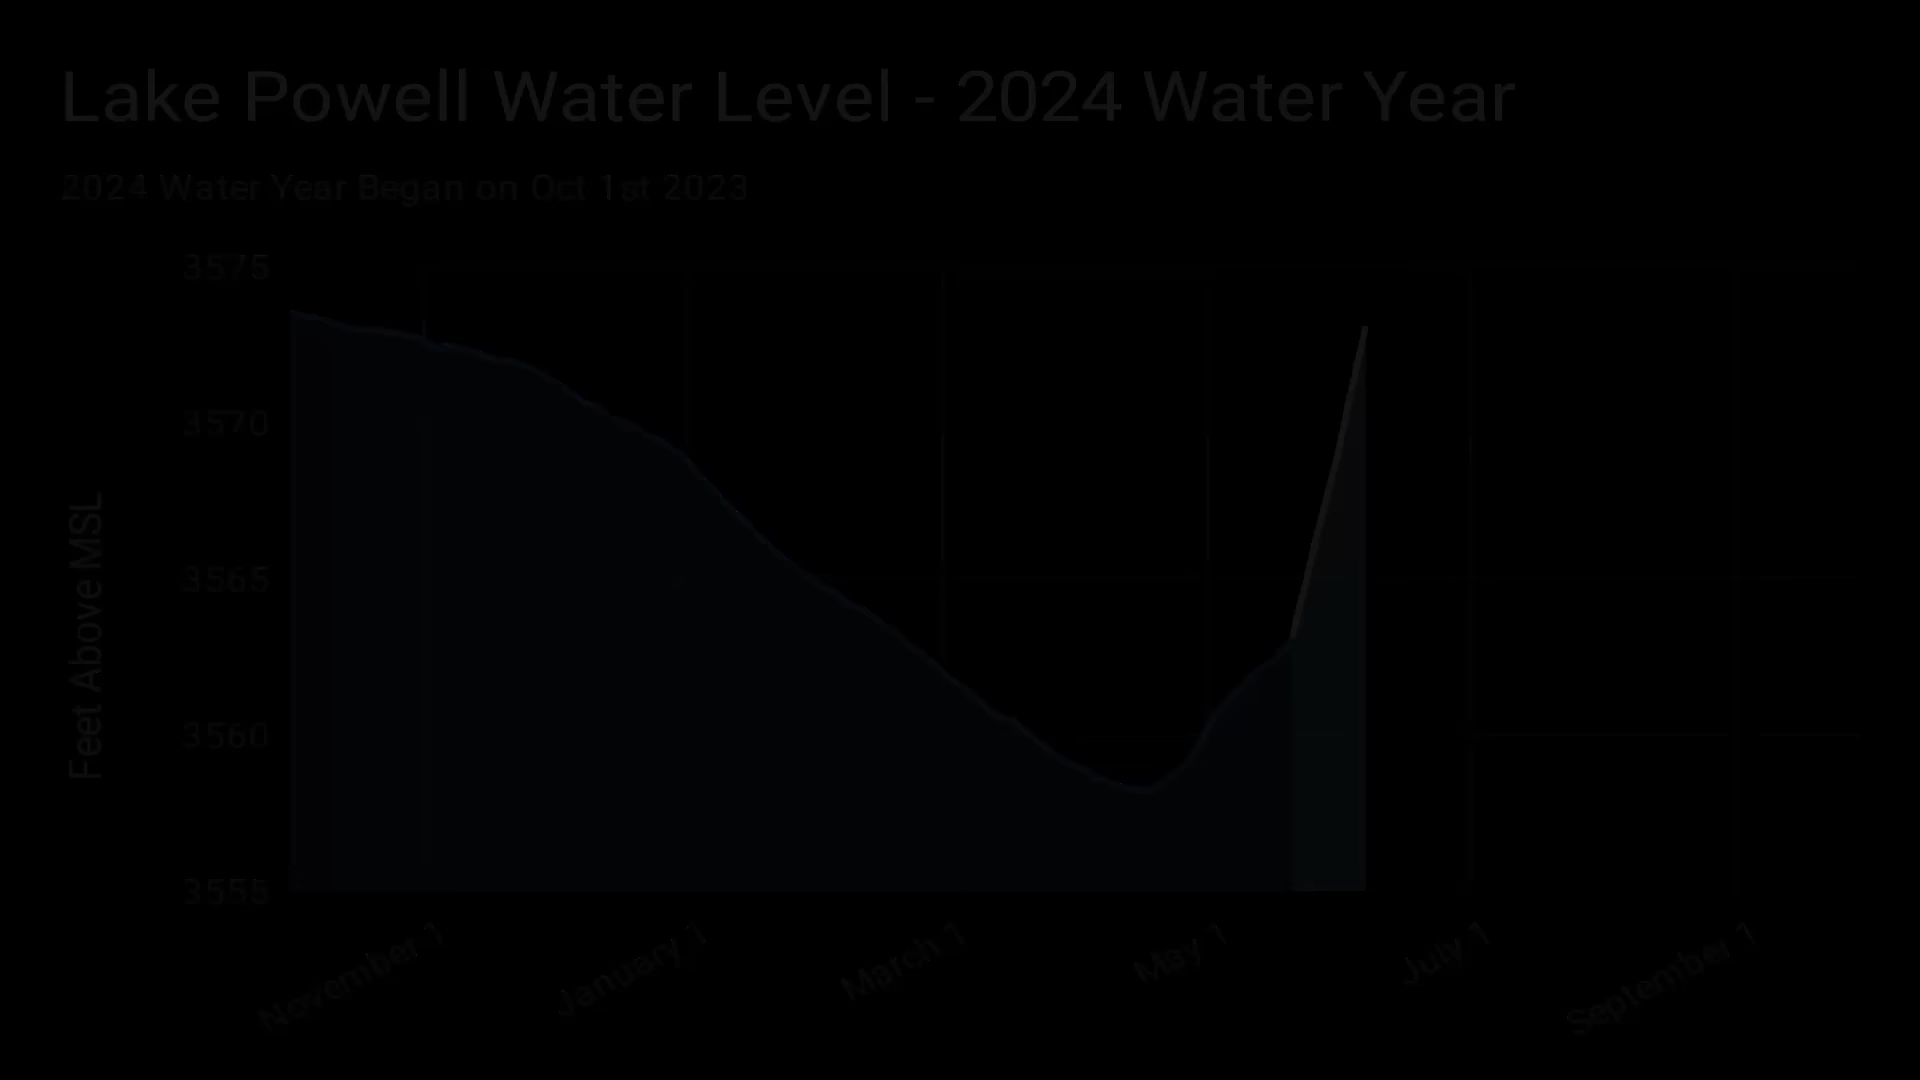 Lake Powell Water Level - 2024 Water Year
2024 Water Year Began on Oct 1st 2023
3575
3570
3565
3560
3555
Feet Above MSL
November 1
January 1
March 1
May 1
July 1
September 1